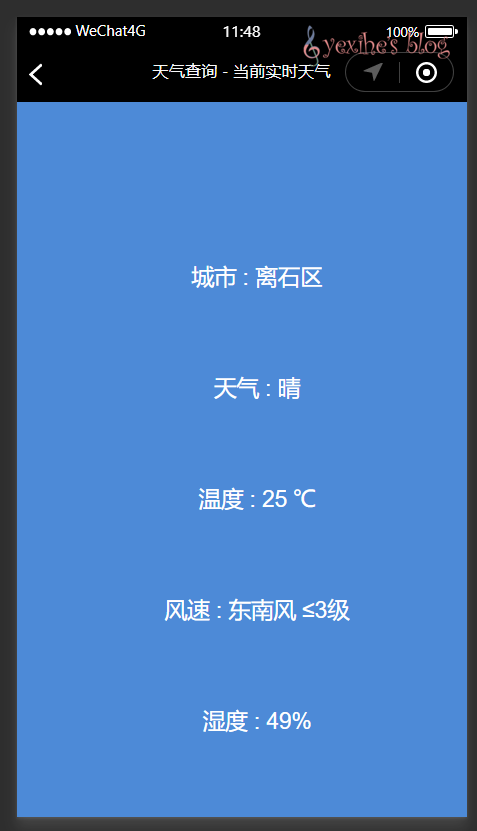 WeChat4G 11:48 100%
yexihe's blog
天气查询 - 当前实时天气
城市 : 离石区
天气 : 晴
温度 : 25 ℃
风速 : 东南风 ≤3级
湿度 : 49%